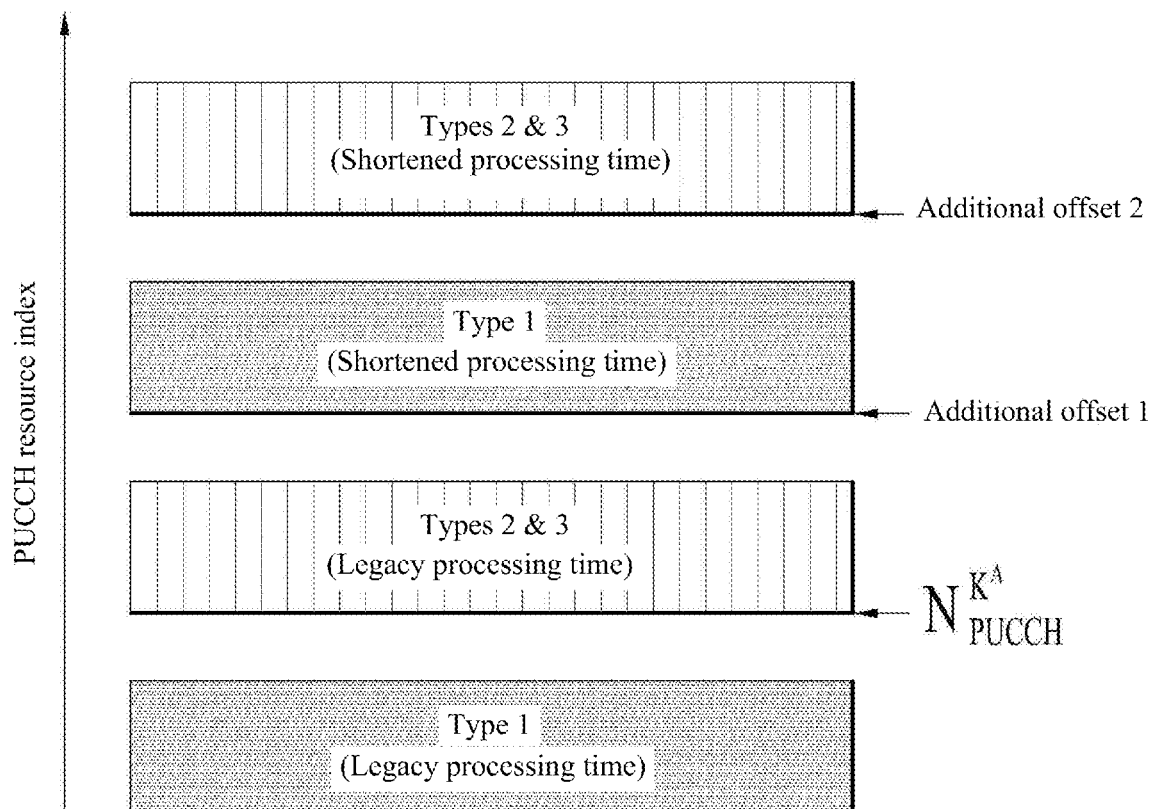 Types 2 & 3
(Shortened processing time)
Additional offset 2
Type 1
(Shortened processing time)
Additional offset 1
PUCCH resource index
Types 2 & 3
(Legacy processing time)
N K^A PUCCH
Type 1
(Legacy processing time)